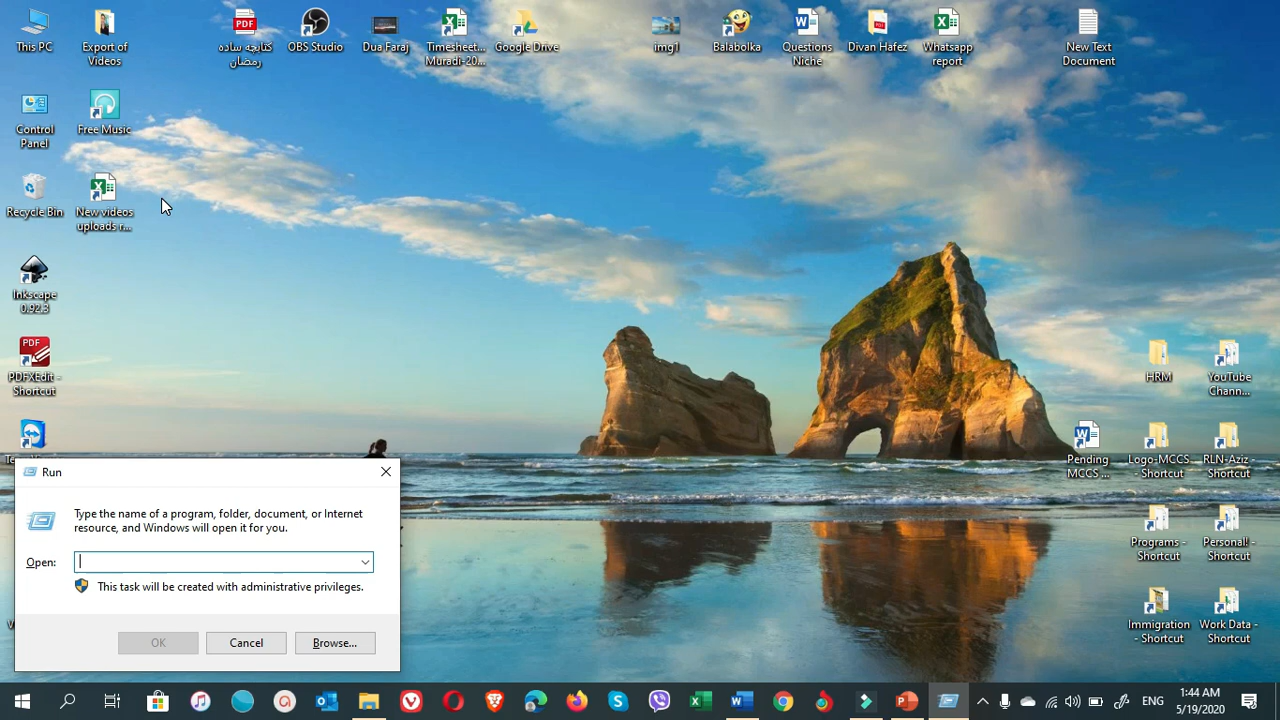 This PC
Export of
Videos
کتابچه ساده
رمضان
OBS Studio
Dua Faraj
Timesheet...
Muradi-20...
Google Drive
img1
Balabolka
Questions
Niche
Divan Hafez
Whatsapp
report
New Text
Document
Control
Panel
Free Music
Recycle Bin
New videos
uploads r...
Inkscape
0.92.3
PDF
PDFXEdit -
Shortcut
HRM
YouTube
Chann...
Pending
MCCS ...
Logo-MCCS
- Shortcut
RLN-Aziz -
Shortcut
Programs -
Shortcut
Personal! -
Shortcut
Immigration
- Shortcut
Work Data -
Shortcut
Run
Type the name of a program, folder, document, or Internet
resource, and Windows will open it for you.
Open:
This task will be created with administrative privileges.
OK
Cancel
Browse...
ENG
1:44 AM
5/19/2020